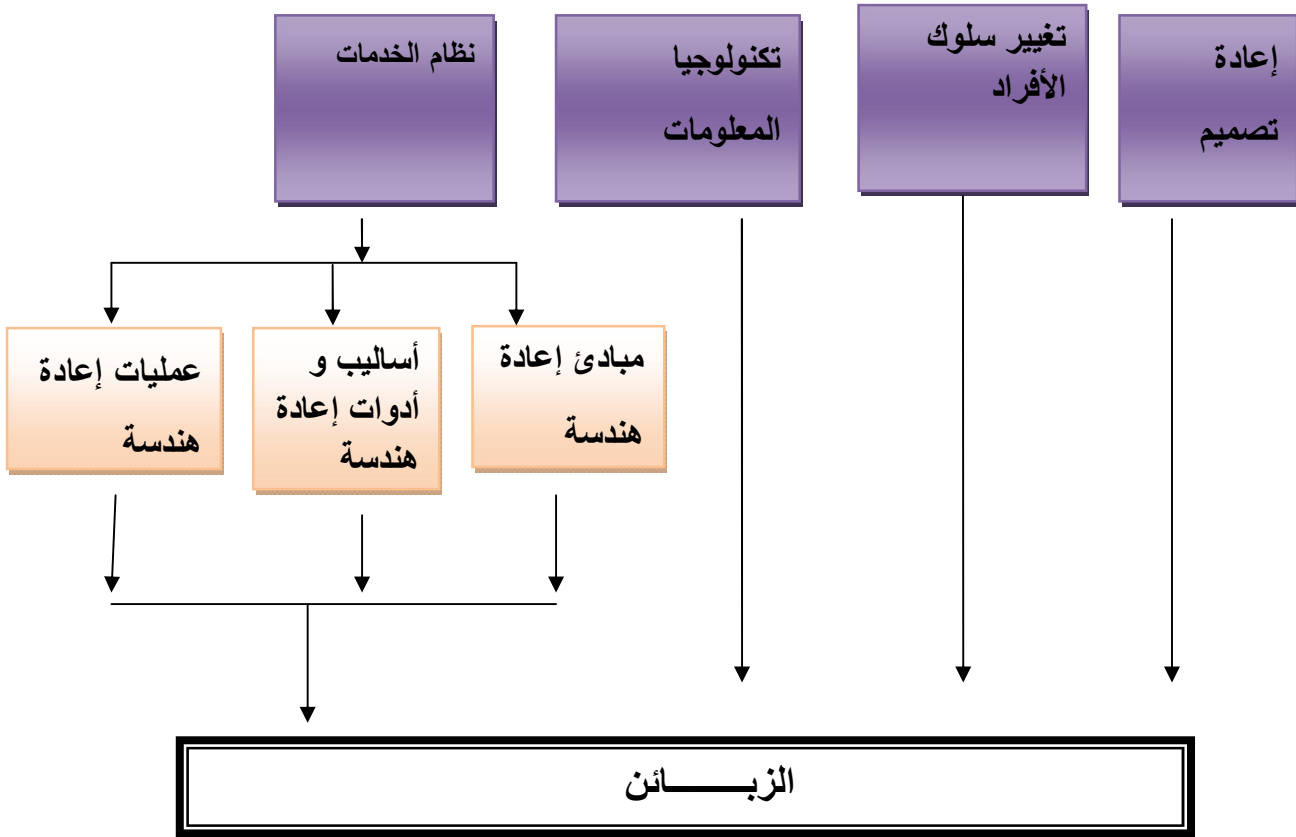 إعادة
تصميم
تغيير سلوك
الأفراد
تكنولوجيا
المعلومات
نظام الخدمات
مبادئ إعادة
هندسة
أساليب و
أدوات إعادة
هندسة
عمليات إعادة
هندسة
الزبـــــــائن